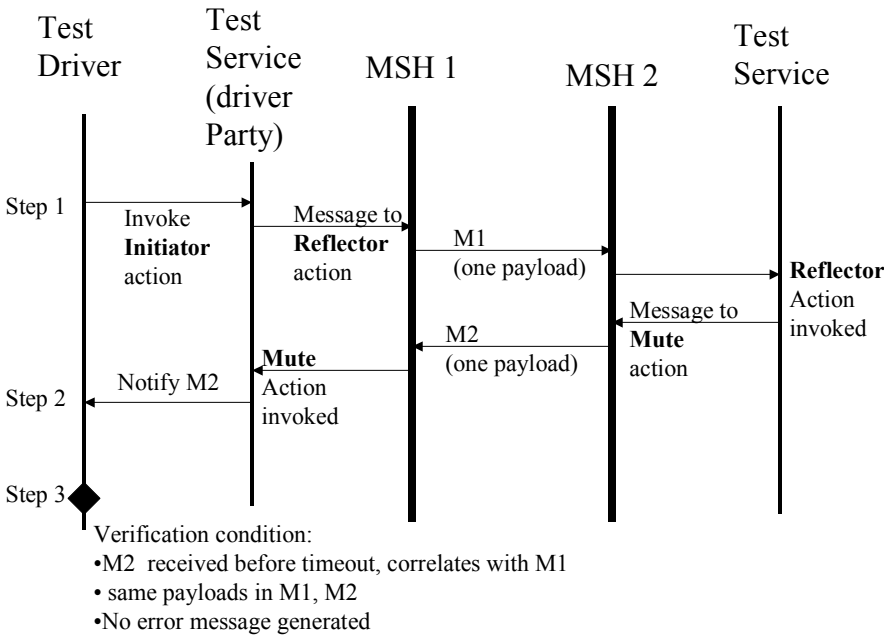 Test
Driver
Test
Service
(driver
Party)
MSH 1
MSH 2
Test
Service
Step 1
Invoke
Initiator
action
Message to
Reflector
action
M1
(one payload)
Reflector
Action
invoked
Message to
Mute
action
M2
(one payload)
Mute
Action
invoked
Notify M2
Step 2
Step 3
Verification condition:
•M2 received before timeout, correlates with M1
• same payloads in M1, M2
•No error message generated